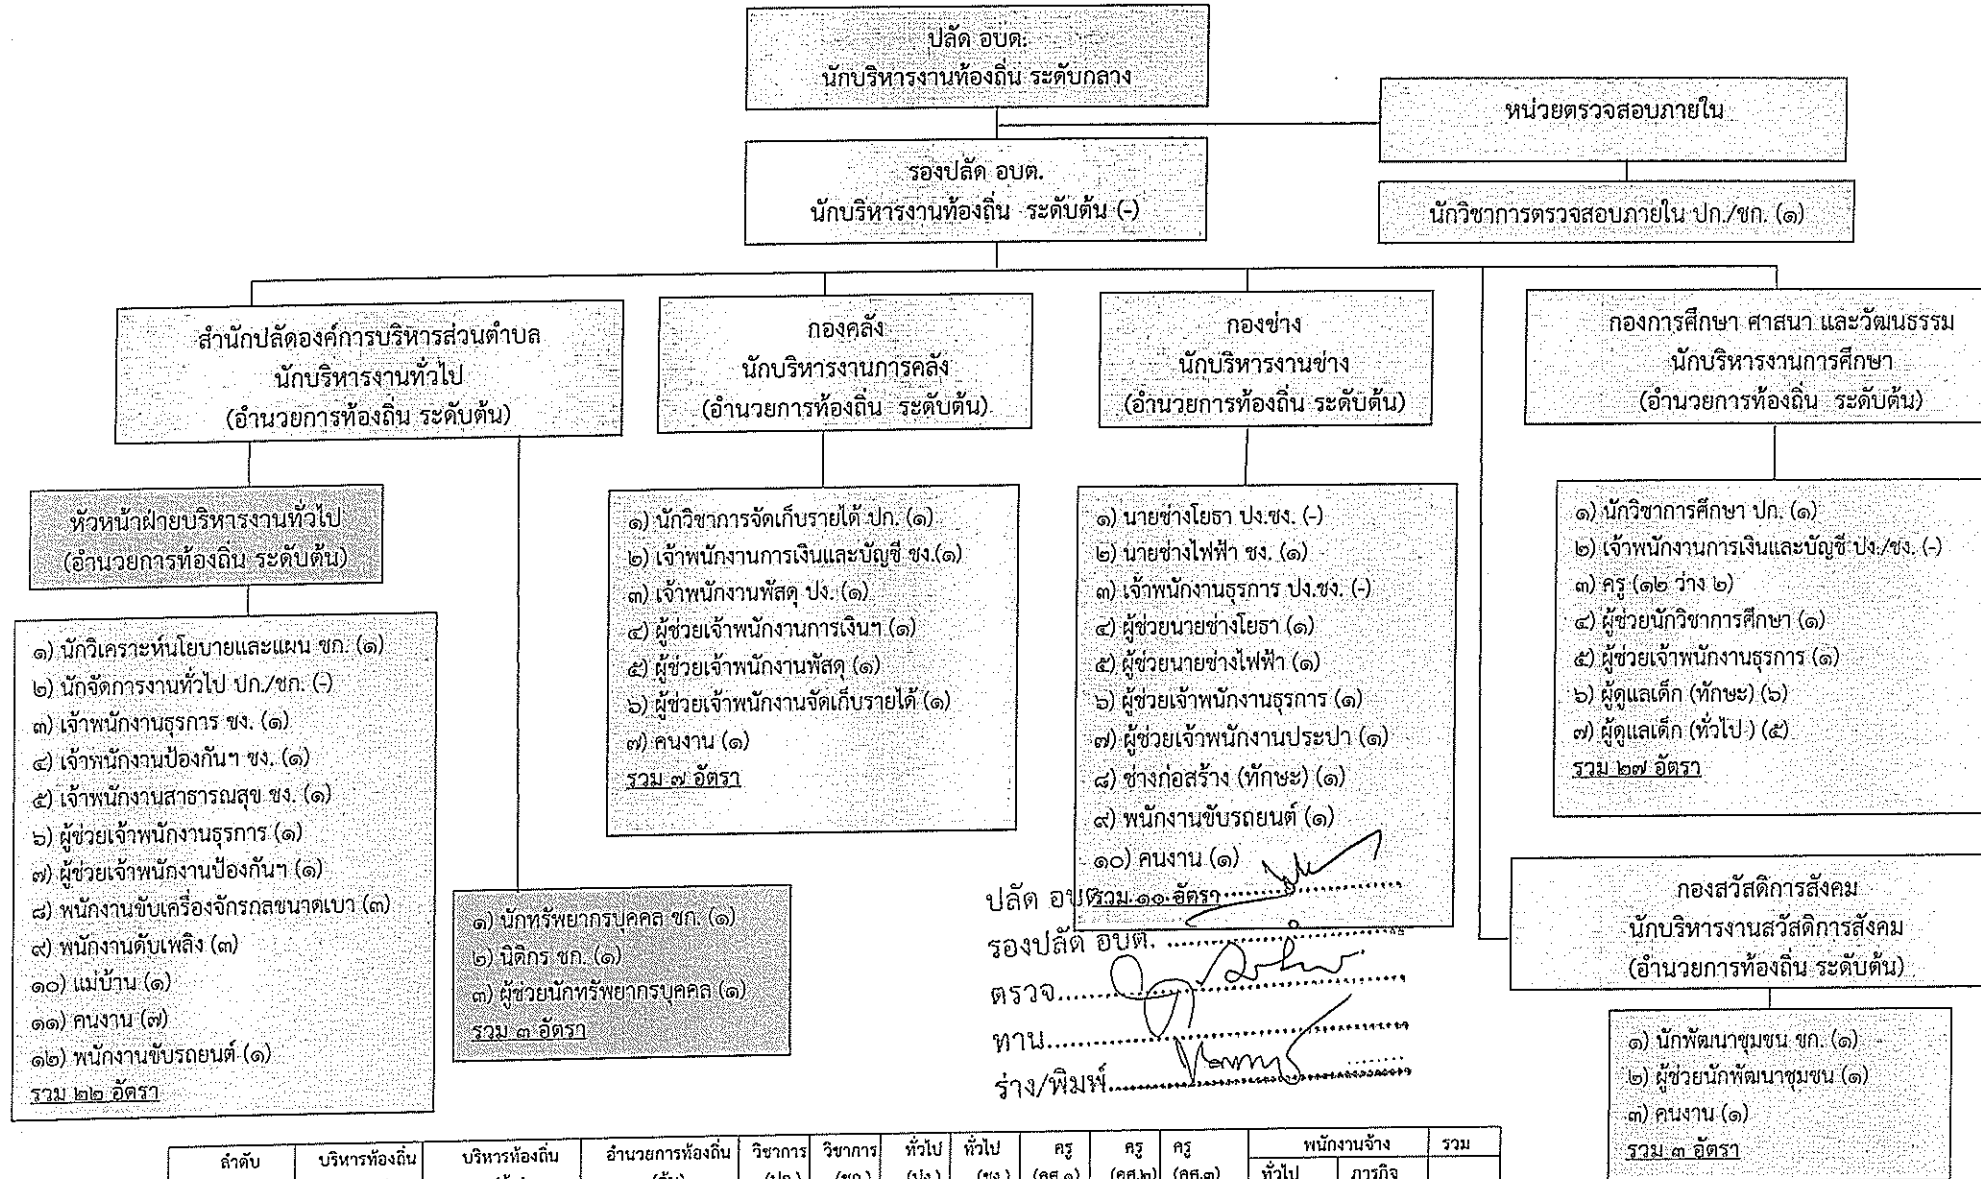 ปลัด อบต.
นักบริหารงานท้องถิ่น ระดับกลาง
หน่วยตรวจสอบภายใน
รองปลัด อบต.
นักบริหารงานท้องถิ่น ระดับต้น (-)
นักวิชาการตรวจสอบภายใน ปก./ชก. (๑)
สำนักปลัดองค์การบริหารส่วนตำบล
นักบริหารงานทั่วไป
(อำนวยการท้องถิ่น ระดับต้น)
กองคลัง
นักบริหารงานการคลัง
(อำนวยการท้องถิ่น ระดับต้น)
กองช่าง
นักบริหารงานช่าง
(อำนวยการท้องถิ่น ระดับต้น)
กองการศึกษา ศาสนา และวัฒนธรรม
นักบริหารงานการศึกษา
(อำนวยการท้องถิ่น ระดับต้น)
หัวหน้าฝ่ายบริหารงานทั่วไป
(อำนวยการท้องถิ่น ระดับต้น)
๑) นักวิเคราะห์นโยบายและแผน ชก. (๑)
๒) นักจัดการงานทั่วไป ปก./ชก. (-)
๓) เจ้าพนักงานธุรการ ชง. (๑)
๔) เจ้าพนักงานป้องกันฯ ชง. (๑)
๕) เจ้าพนักงานสาธารณสุข ชง. (๑)
๖) ผู้ช่วยเจ้าพนักงานธุรการ (๑)
๗) ผู้ช่วยเจ้าพนักงานป้องกันฯ (๑)
๘) พนักงานขับเครื่องจักรกลขนาดเบา (๓)
๙) พนักงานดับเพลิง (๓)
๑๐) แม่บ้าน (๑)
๑๑) คนงาน (๗)
๑๒) พนักงานขับรถยนต์ (๑)
รวม ๒๒ อัตรา
๑) นักทรัพยากรบุคคล ชก. (๑)
๒) นิติกร ชก. (๑)
๓) ผู้ช่วยนักทรัพยากรบุคคล (๑)
รวม ๓ อัตรา
๑) นักวิชาการจัดเก็บรายได้ ปก. (๑)
๒) เจ้าพนักงานการเงินและบัญชี ชง.(๑)
๓) เจ้าพนักงานพัสดุ ปง. (๑)
๔) ผู้ช่วยเจ้าพนักงานการเงินฯ (๑)
๕) ผู้ช่วยเจ้าพนักงานพัสดุ (๑)
๖) ผู้ช่วยเจ้าพนักงานจัดเก็บรายได้ (๑)
๗) คนงาน (๑)
รวม ๗ อัตรา
๑) นายช่างโยธา ปง.ชง. (-)
๒) นายช่างไฟฟ้า ชง. (๑)
๓) เจ้าพนักงานธุรการ ปง.ชง. (-)
๔) ผู้ช่วยนายช่างโยธา (๑)
๕) ผู้ช่วยนายช่างไฟฟ้า (๑)
๖) ผู้ช่วยเจ้าพนักงานธุรการ (๑)
๗) ผู้ช่วยเจ้าพนักงานประปา (๑)
๘) ช่างก่อสร้าง (ทักษะ) (๑)
๙) พนักงานขับรถยนต์ (๑)
๑๐) คนงาน (๑)
รวม ๑๐ อัตรา
๑) นักวิชาการศึกษา ปก. (๑)
๒) เจ้าพนักงานการเงินและบัญชี ปง./ชง. (-)
๓) ครู (๑๒ ว่าง ๒)
๔) ผู้ช่วยนักวิชาการศึกษา (๑)
๕) ผู้ช่วยเจ้าพนักงานธุรการ (๑)
๖) ผู้ดูแลเด็ก (ทักษะ) (๖)
๗) ผู้ดูแลเด็ก (ทั่วไป ) (๕)
รวม ๒๗ อัตรา
กองสวัสดิการสังคม
นักบริหารงานสวัสดิการสังคม
(อำนวยการท้องถิ่น ระดับต้น)
๑) นักพัฒนาชุมชน ชก. (๑)
๒) ผู้ช่วยนักพัฒนาชุมชน (๑)
๓) คนงาน (๑)
รวม ๓ อัตรา
ปลัด อบต.
รองปลัด อบต. ........................
ตรวจ........................
ทาน........................
ร่าง/พิมพ์........................
ลำดับ บริหารท้องถิ่น บริหารท้องถิ่น อำนวยการท้องถิ่น วิชาการ วิชาการ ทั่วไป ทั่วไป ครู ครู ครู พนักงานจ้าง รวม
(คศ.๑) (คศ.๒) (คศ.๓) ทั่วไป ภารกิจ